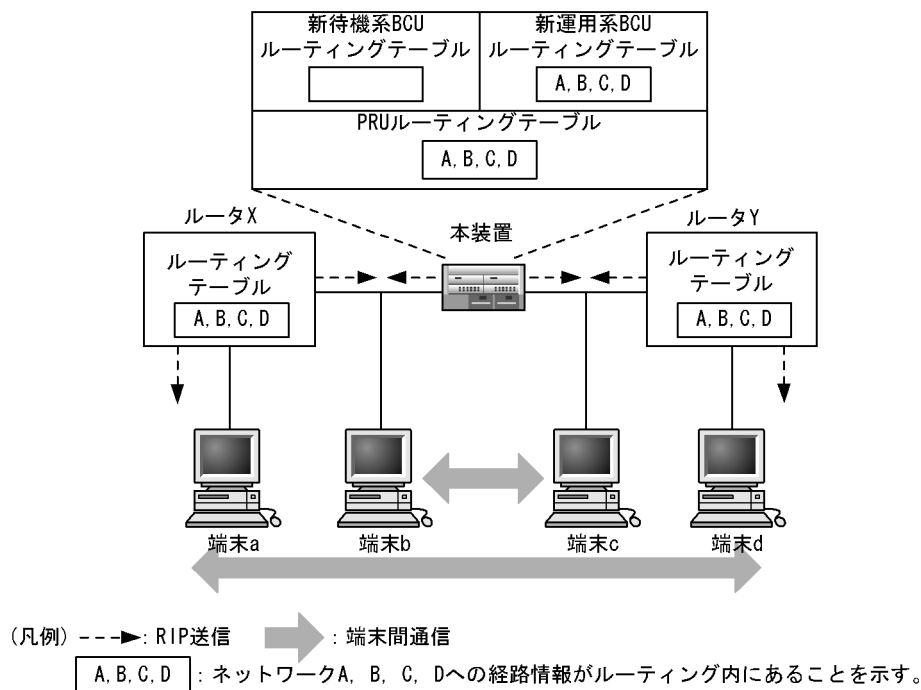 新待機系BCU
ルーティングテーブル
新運用系BCU
ルーティングテーブル
A, B, C, D
PRUルーティングテーブル
A, B, C, D
ルータX
ルーティング
テーブル
A, B, C, D
本装置
ルータY
ルーティング
テーブル
A, B, C, D
端末a
端末b
端末c
端末d
(凡例)
: RIP送信
: 端末間通信
A, B, C, D
: ネットワークA, B, C, Dへの経路情報がルーティング内にあることを示す。